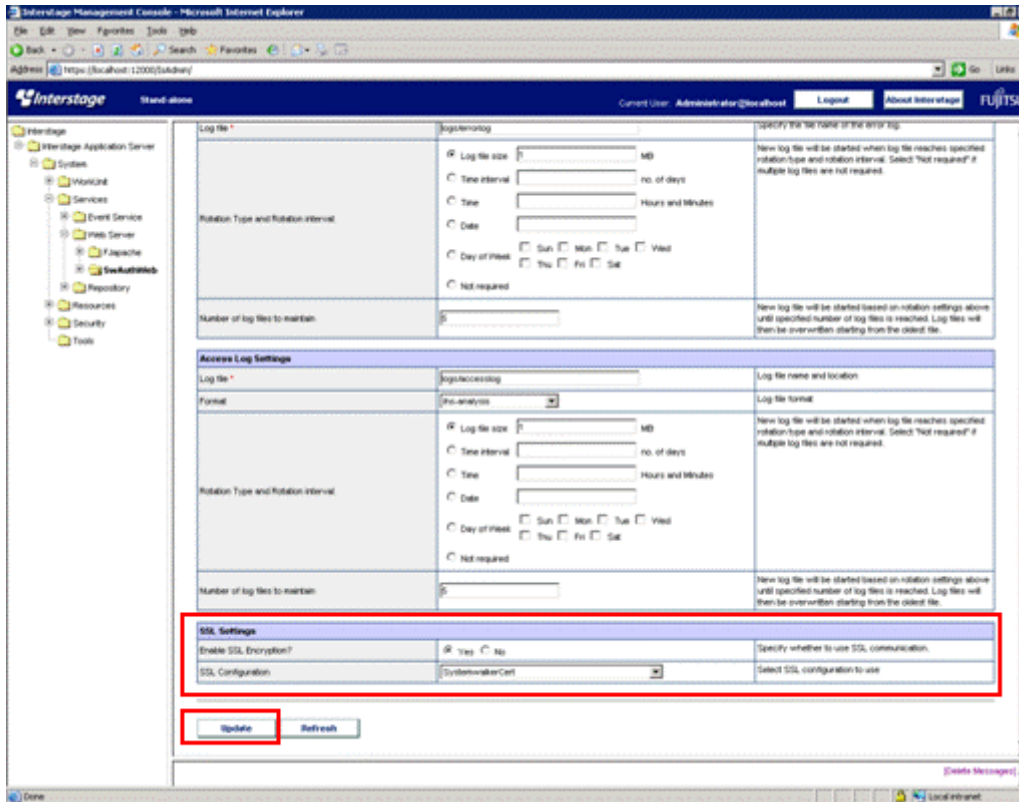 Interstage Management Console - Microsoft Internet Explorer
File Edit View Favorites Tools Help
Back Search Favorites
Address https://localhost:12000/IsAdmin/ Go Links
Interstage Stand-alone Current User: Administrator@localhost Logout About Interstage FUJITSU
Interstage
Interstage Application Server
System
WorkUnit
Services
Event Service
Web Server
FJapache
SwAuthWeb
Repository
Resources
Security
Tools
Log file * logs/errorlog Specify the file name of the error log.
Rotation Type and Rotation interval
Log file size 1 MB
Time interval no. of days
Time Hours and Minutes
Date
Day of Week Sun Mon Tue Wed
Thu Fri Sat
Not required
New log file will be started when log file reaches specified
rotation type and rotation interval. Select "Not required" if
multiple log files are not required.
Number of log files to maintain 5
New log file will be started based on rotation settings above
until specified number of log files is reached. Log files will
then be overwritten starting from the oldest file.
Access Log Settings
Log file * logs/accesslog Log file name and location
Format ihs-analysis Log file format
Rotation Type and Rotation interval
Log file size 1 MB
Time interval no. of days
Time Hours and Minutes
Date
Day of Week Sun Mon Tue Wed
Thu Fri Sat
Not required
New log file will be started when log file reaches specified
rotation type and rotation interval. Select "Not required" if
multiple log files are not required.
Number of log files to maintain 5
New log file will be started based on rotation settings above
until specified number of log files is reached. Log files will
then be overwritten starting from the oldest file.
SSL Settings
Enable SSL Encryption? Yes No Specify whether to use SSL communication.
SSL Configuration SystemwalkerCert Select SSL configuration to use
Update Refresh
[Delete Messages]
Done Local intranet